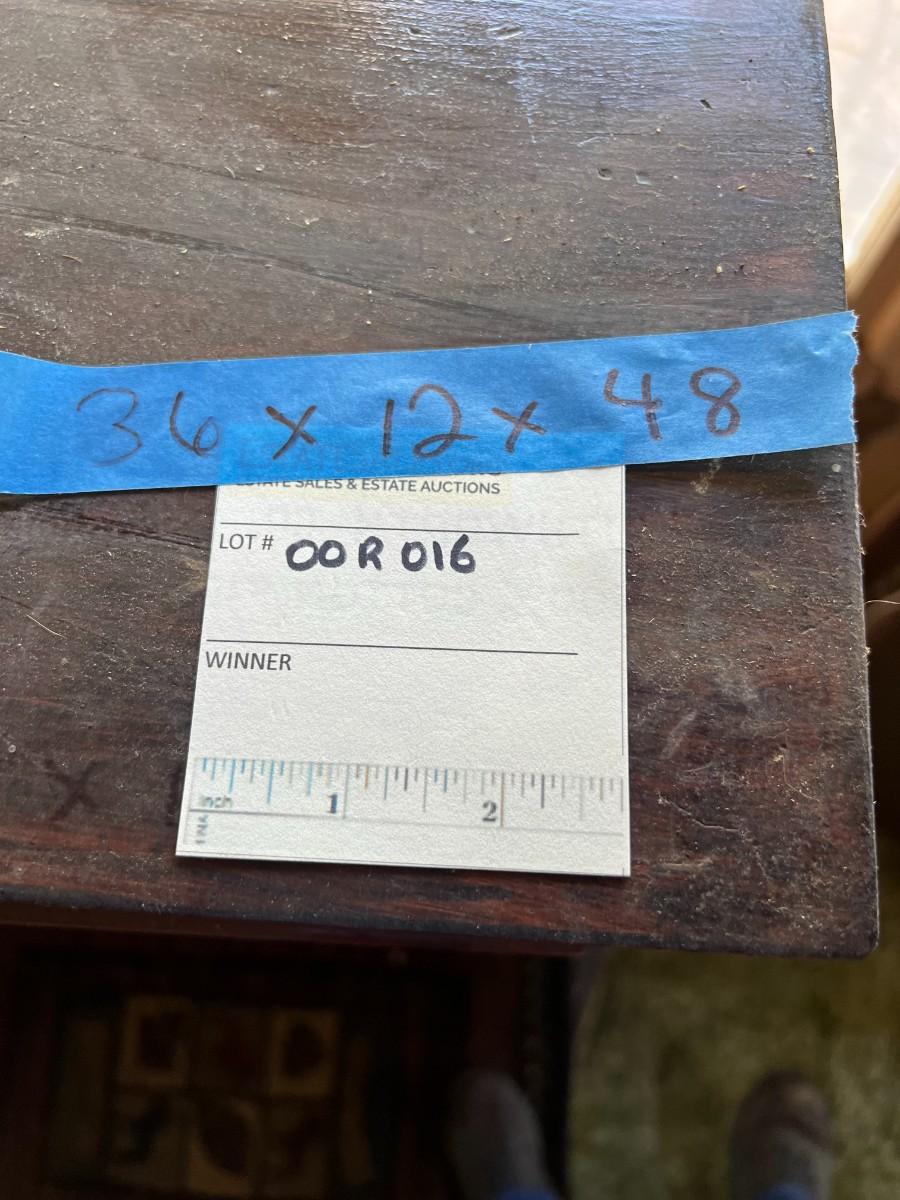 36 x 12 x 48
ESTATE SALES & ESTATE AUCTIONS
LOT # 00R016
WINNER
inch 1 2